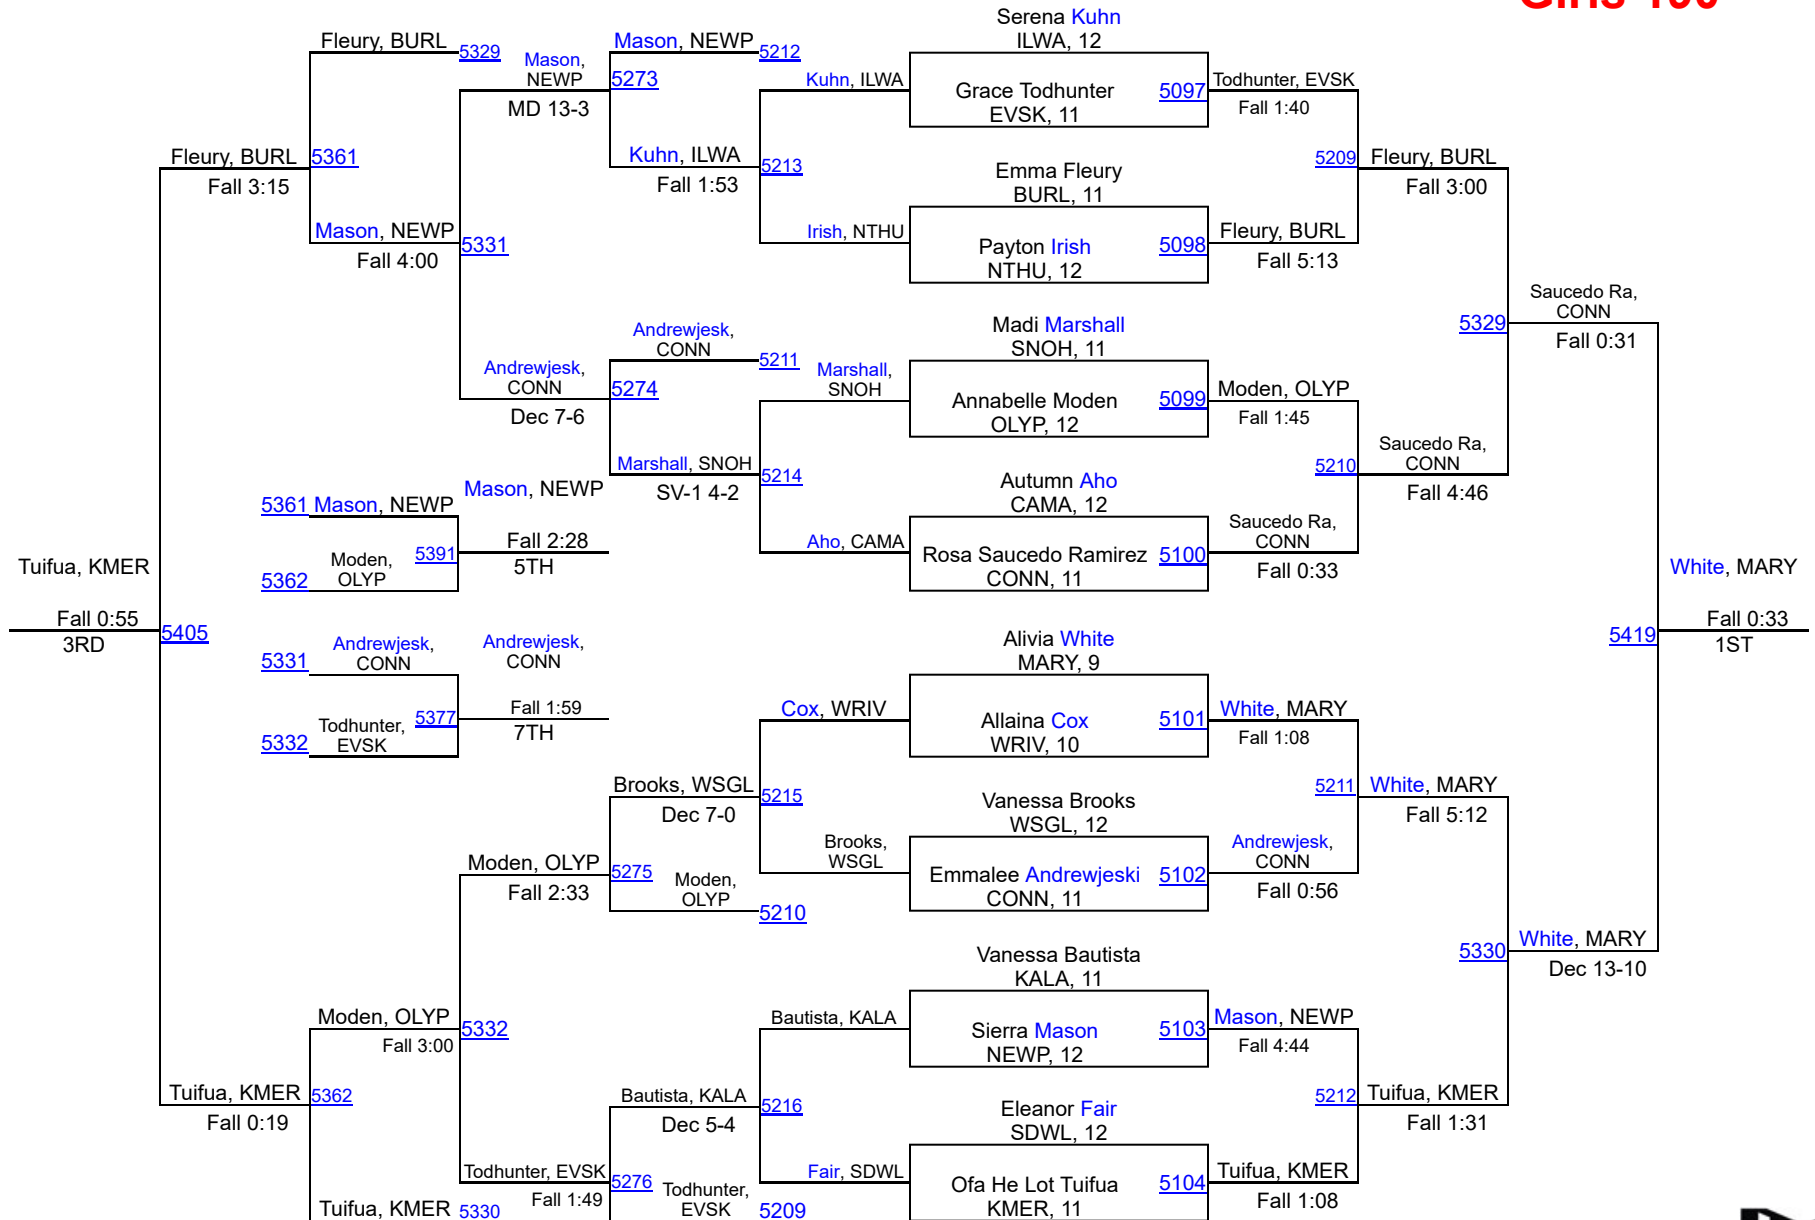 Serena Kuhn
ILWA, 12
Fleury, BURL
5329
Mason,
NEWP
MD 13-3
Mason, NEWP
5212
5273
Kuhn, ILWA
Grace Todhunter
EVSK, 11
5097
Todhunter, EVSK
Fall 1:40
Fleury, BURL
5361
Fall 3:15
Kuhn, ILWA
5213
Fall 1:53
Emma Fleury
BURL, 11
5209
Fleury, BURL
Fall 3:00
Mason, NEWP
5331
Fall 4:00
Irish, NTHU
Payton Irish
NTHU, 12
5098
Fleury, BURL
Fall 5:13
Saucedo Ra,
CONN
5329
Fall 0:31
Andrewjesk,
CONN
5211
Madi Marshall
SNOH, 11
Andrewjesk,
CONN
5274
Dec 7-6
Marshall,
SNOH
Annabelle Moden
OLYP, 12
5099
Moden, OLYP
Fall 1:45
Marshall, SNOH
5214
SV-1 4-2
Autumn Aho
CAMA, 12
5210
Saucedo Ra,
CONN
Fall 4:46
5361
Mason, NEWP
Mason, NEWP
5391
Fall 2:28
5TH
5362
Moden,
OLYP
Aho, CAMA
Rosa Saucedo Ramirez
CONN, 11
5100
Saucedo Ra,
CONN
Fall 0:33
Tuifua, KMER
Fall 0:55
3RD
5405
White, MARY
5419
Fall 0:33
1ST
5331
Andrewjesk,
CONN
Andrewjesk,
CONN
5377
Fall 1:59
7TH
5332
Todhunter,
EVSK
Alivia White
MARY, 9
Cox, WRIV
Allaina Cox
WRIV, 10
5101
White, MARY
Fall 1:08
Brooks, WSGL
5215
Dec 7-0
Vanessa Brooks
WSGL, 12
5211
White, MARY
Fall 5:12
Moden, OLYP
5275
Fall 2:33
Moden,
OLYP
5210
Brooks,
WSGL
Emmalee Andrewjeski
CONN, 11
5102
Andrewjesk,
CONN
Fall 0:56
5330
White, MARY
Dec 13-10
Vanessa Bautista
KALA, 11
Moden, OLYP
5332
Fall 3:00
Bautista, KALA
Sierra Mason
NEWP, 12
5103
Mason, NEWP
Fall 4:44
Tuifua, KMER
5362
Fall 0:19
Bautista, KALA
5216
Dec 5-4
Eleanor Fair
SDWL, 12
5212
Tuifua, KMER
Fall 1:31
Todhunter, EVSK
5276
Fall 1:49
Todhunter,
EVSK
5209
Fair, SDWL
Ofa He Lot Tuifua
KMER, 11
5104
Tuifua, KMER
Fall 1:08
Tuifua, KMER
5330